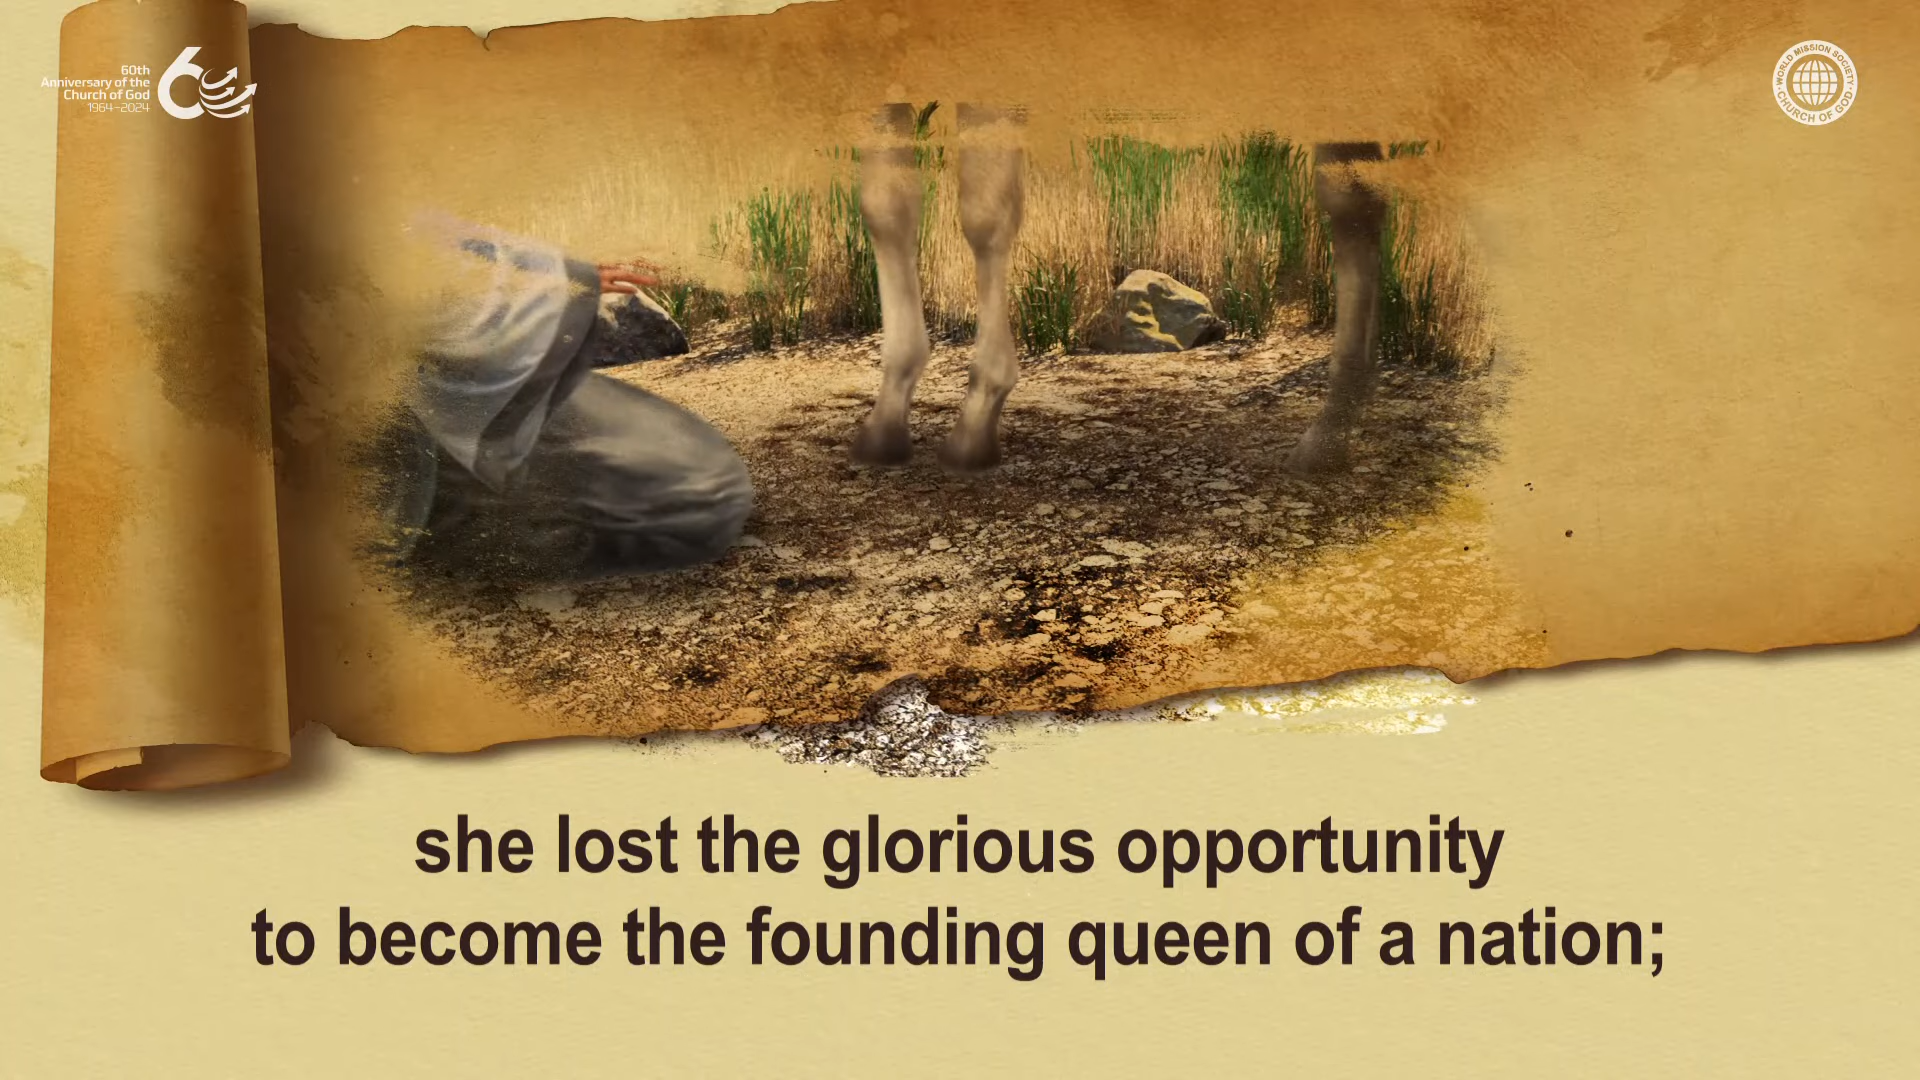 60th
Anniversary of the
Church of God
1964–2024
WORLD MISSION SOCIETY
CHURCH OF GOD
she lost the glorious opportunity
to become the founding queen of a nation;